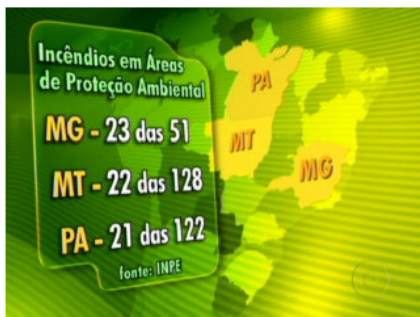 Incêndios em Áreas
de Proteção Ambiental
MG - 23 das 51
MT - 22 das 128
PA - 21 das 122
fonte: INPE
PA
MT
MG